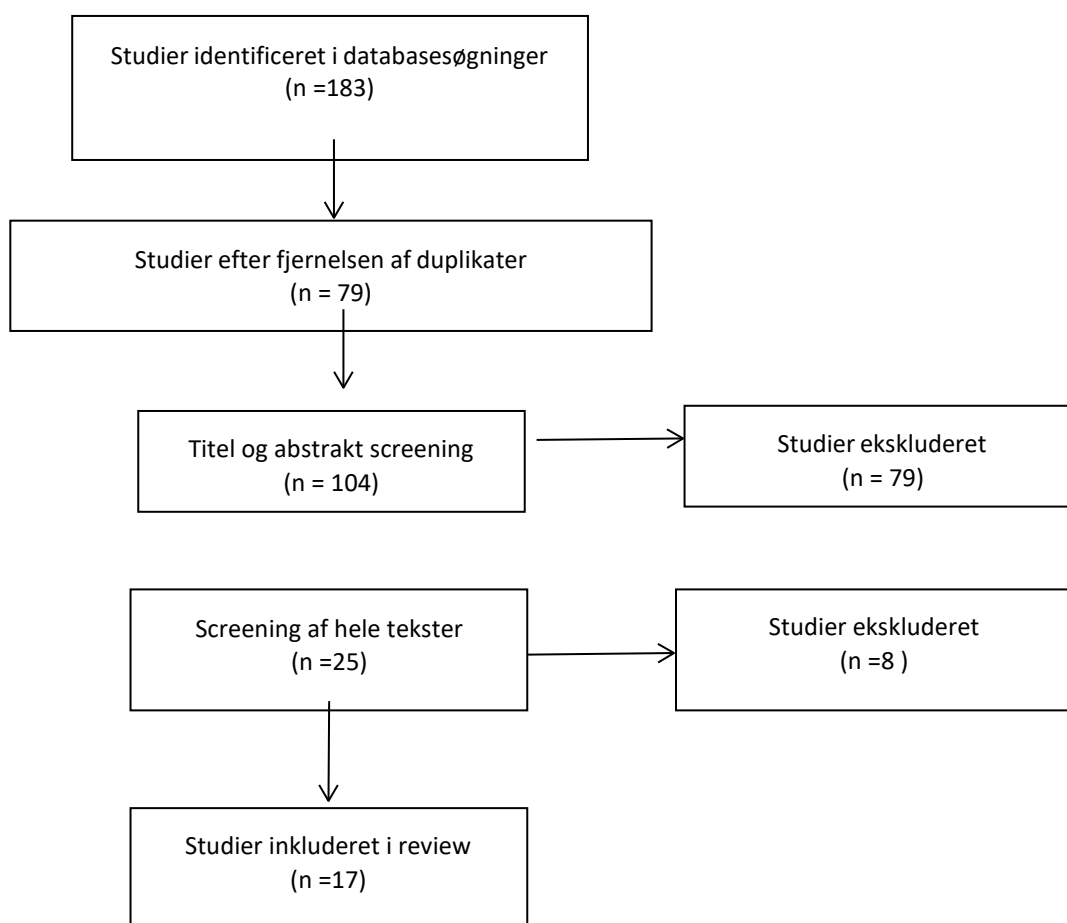 Studier identificeret i databasesøgninger
(n =183)
Studier efter fjernelsen af duplikater
(n = 79)
Titel og abstrakt screening
(n = 104)
Studier ekskluderet
(n = 79)
Screening af hele tekster
(n =25)
Studier ekskluderet
(n =8 )
Studier inkluderet i review
(n =17)